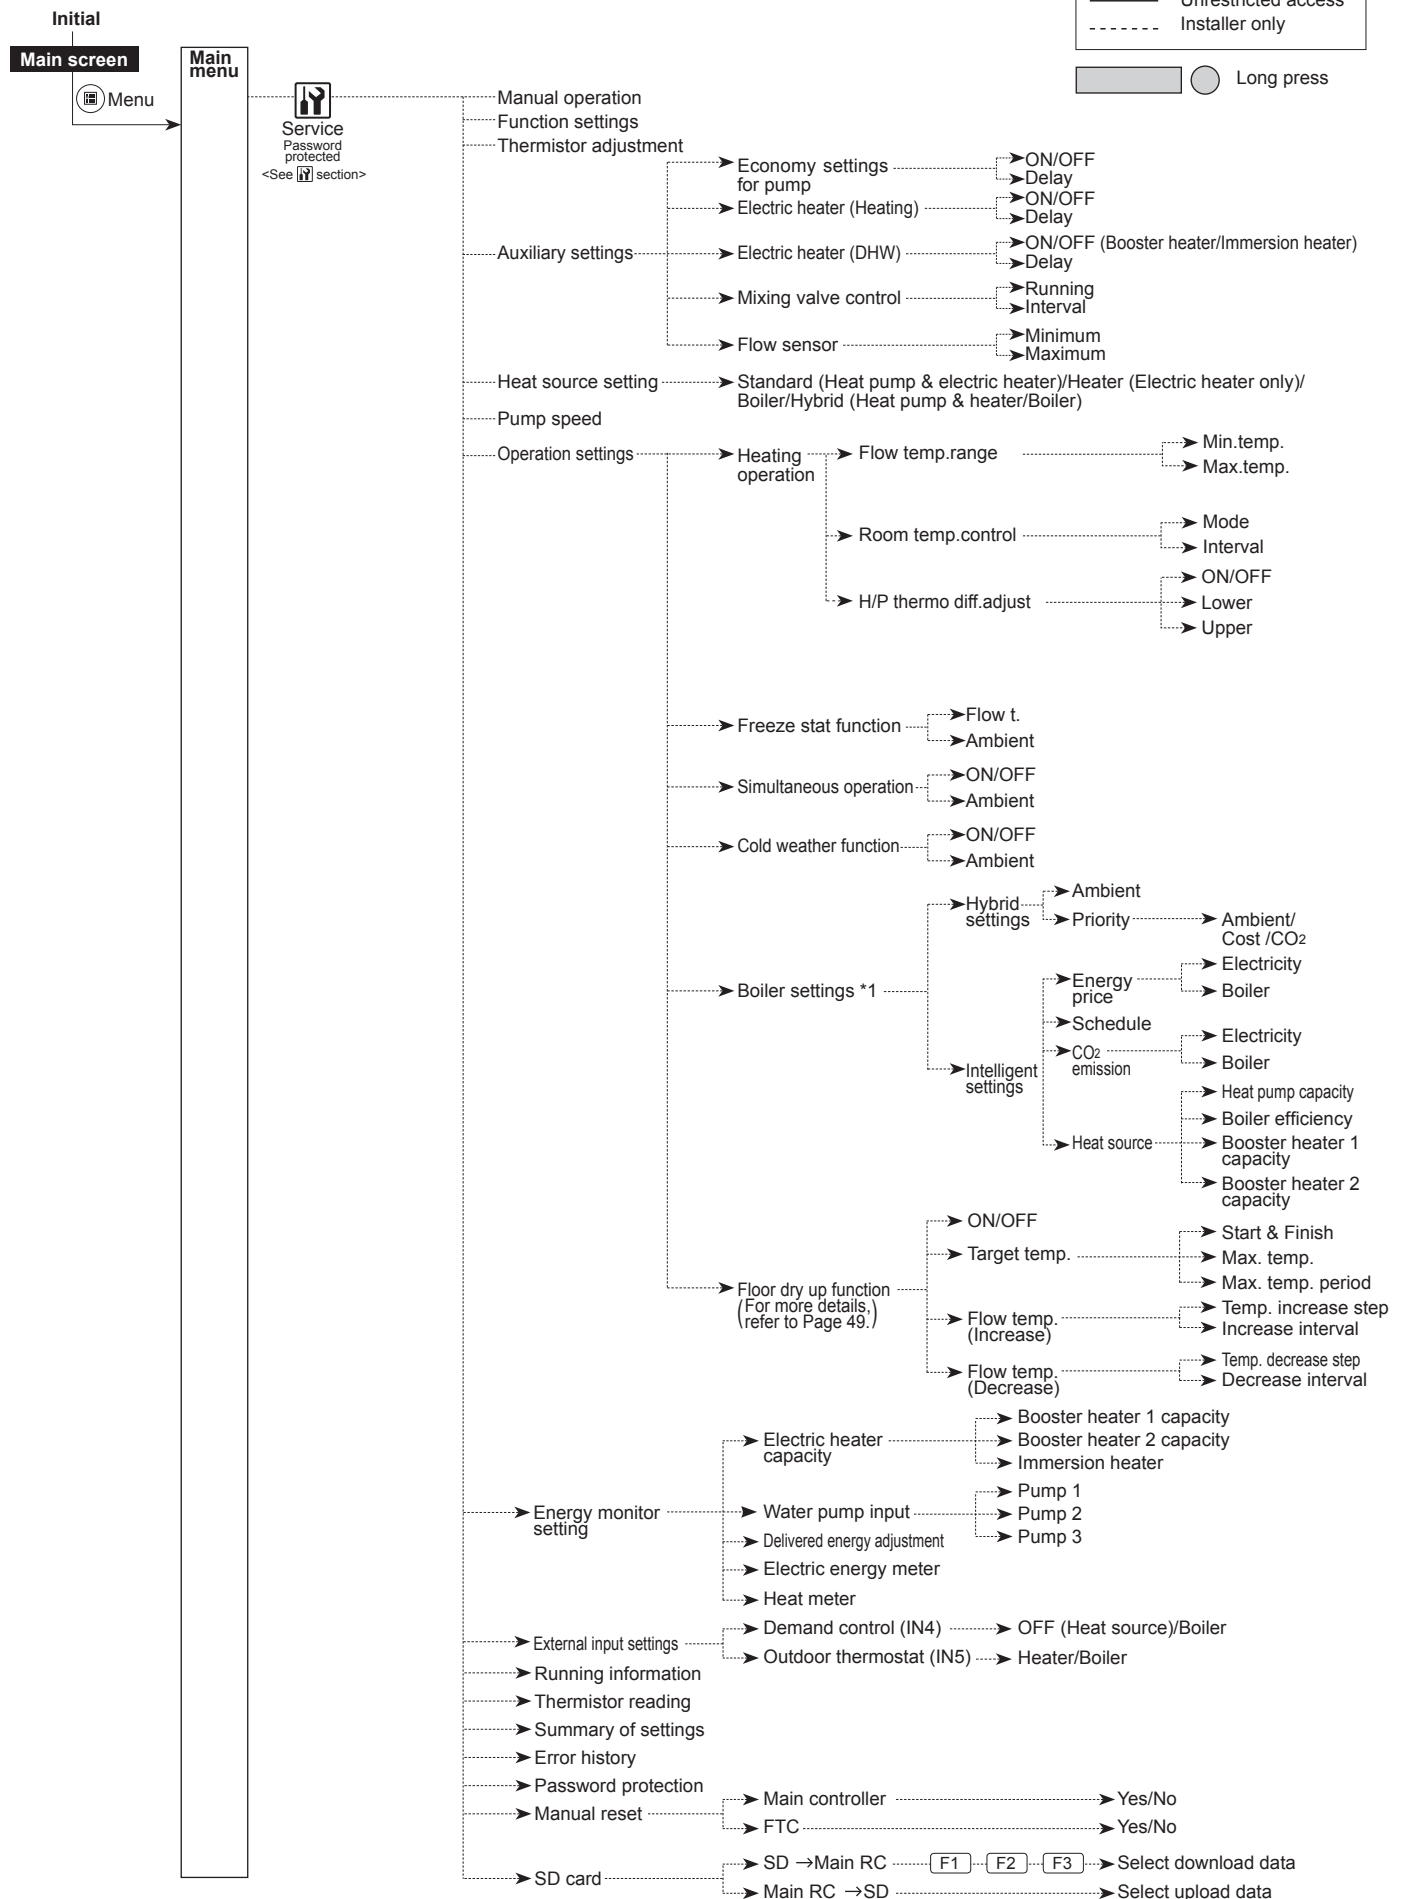 Initial
Unrestricted access
Installer only
Main screen
Main
menu
Menu
Long press
Service
Password
protected
<See section>
Manual operation
Function settings
Thermistor adjustment
Auxiliary settings
Economy settings
for pump
ON/OFF
Delay
Electric heater (Heating)
ON/OFF
Delay
Electric heater (DHW)
ON/OFF (Booster heater/Immersion heater)
Delay
Mixing valve control
Running
Interval
Flow sensor
Minimum
Maximum
Heat source setting
Standard (Heat pump & electric heater)/Heater (Electric heater only)/
Boiler/Hybrid (Heat pump & heater/Boiler)
Pump speed
Operation settings
Heating
operation
Flow temp.range
Min.temp.
Max.temp.
Room temp.control
Mode
Interval
H/P thermo diff.adjust
ON/OFF
Lower
Upper
Freeze stat function
Flow t.
Ambient
Simultaneous operation
ON/OFF
Ambient
Cold weather function
ON/OFF
Ambient
Boiler settings *1
Hybrid
settings
Ambient
Priority
Ambient/
Cost /CO2
Intelligent
settings
Energy
price
Electricity
Boiler
Schedule
CO2
emission
Electricity
Boiler
Heat source
Heat pump capacity
Boiler efficiency
Booster heater 1
capacity
Booster heater 2
capacity
Floor dry up function
(For more details,
refer to Page 49.)
ON/OFF
Target temp.
Start & Finish
Max. temp.
Max. temp. period
Flow temp.
(Increase)
Temp. increase step
Increase interval
Flow temp.
(Decrease)
Temp. decrease step
Decrease interval
Energy monitor
setting
Electric heater
capacity
Booster heater 1 capacity
Booster heater 2 capacity
Immersion heater
Water pump input
Pump 1
Pump 2
Pump 3
Delivered energy adjustment
Electric energy meter
Heat meter
External input settings
Demand control (IN4)
OFF (Heat source)/Boiler
Outdoor thermostat (IN5)
Heater/Boiler
Running information
Thermistor reading
Summary of settings
Error history
Password protection
Manual reset
Main controller
Yes/No
FTC
Yes/No
SD card
SD →Main RC
F1
F2
F3
Select download data
Main RC →SD
Select upload data